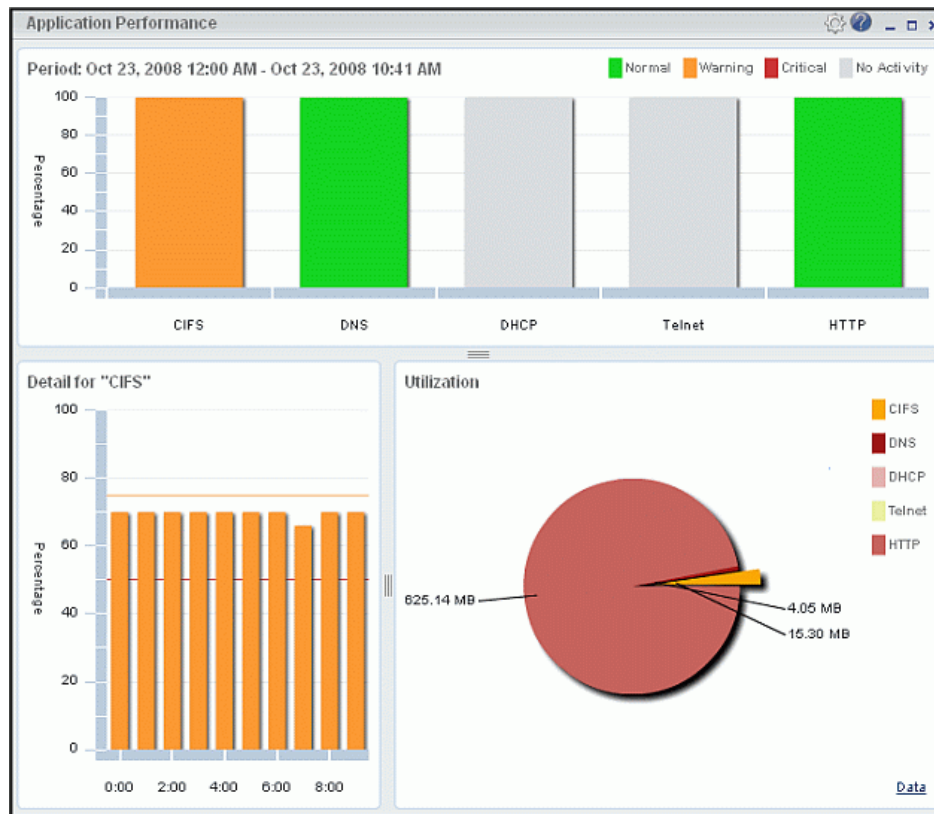 Application Performance
Period: Oct 23, 2008 12:00 AM - Oct 23, 2008 10:41 AM
Normal Warning Critical No Activity
Percentage
100
80
60
40
20
0
CIFS DNS DHCP Telnet HTTP
Detail for "CIFS"
Percentage
100
80
60
40
20
0
0:00 2:00 4:00 6:00 8:00
Utilization
CIFS
DNS
DHCP
Telnet
HTTP
625.14 MB
4.05 MB
15.30 MB
Data